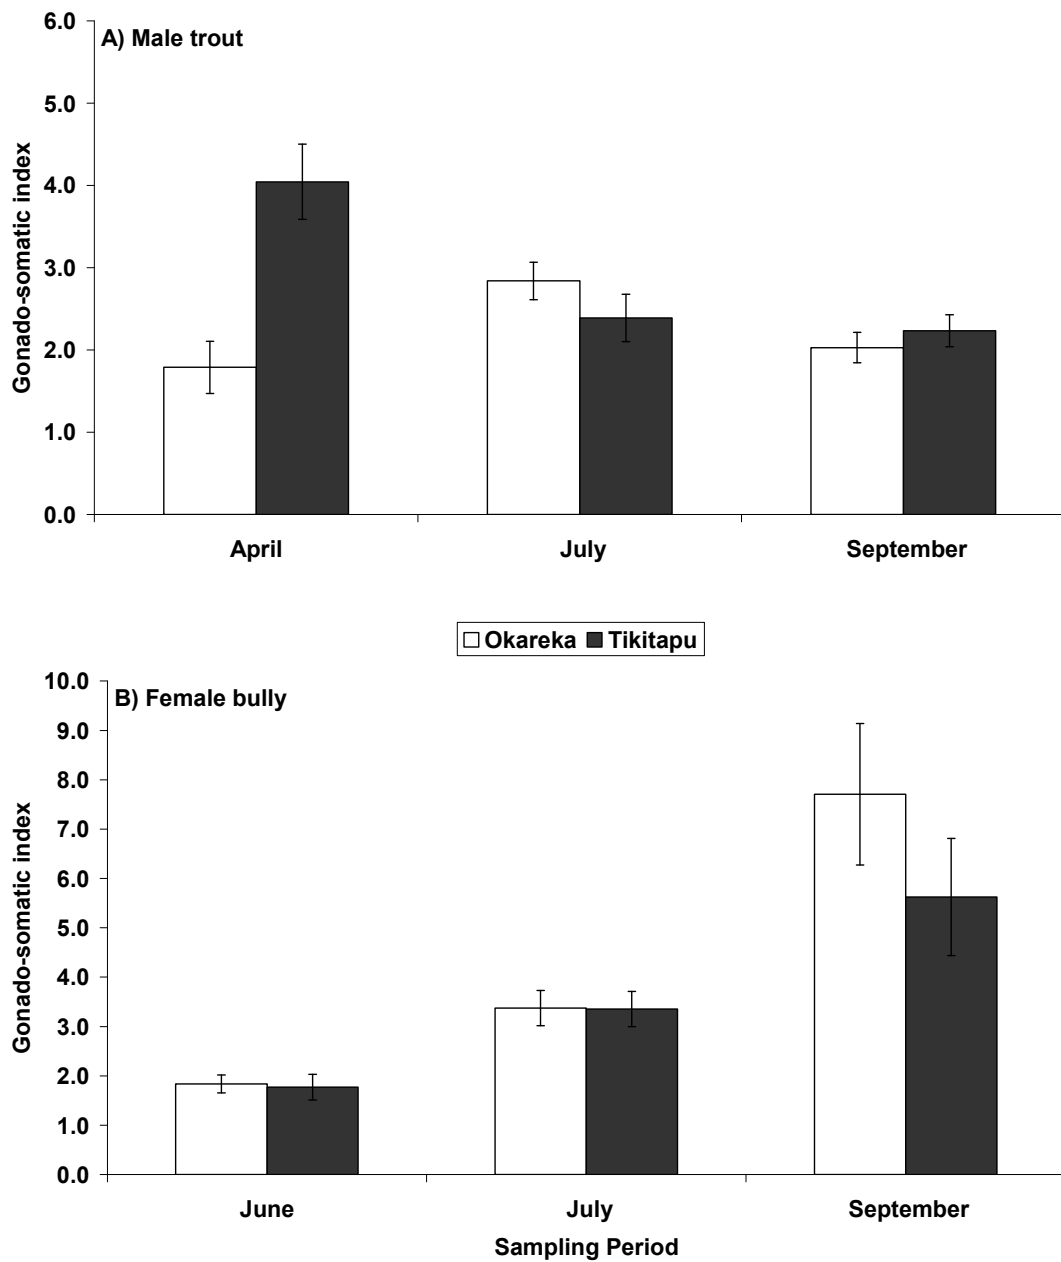 A) Male trout
Gonado-somatic index
6.0
5.0
4.0
3.0
2.0
1.0
0.0
April July September
Okareka Tikitapu
B) Female bully
Gonado-somatic index
10.0
9.0
8.0
7.0
6.0
5.0
4.0
3.0
2.0
1.0
0.0
June July September
Sampling Period